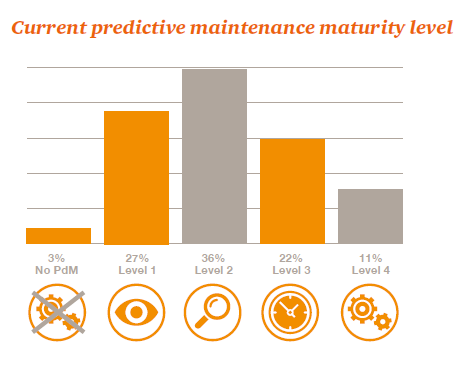 Current predictive maintenance maturity level
3% 27% 36% 22% 11%
No PdM Level 1 Level 2 Level 3 Level 4